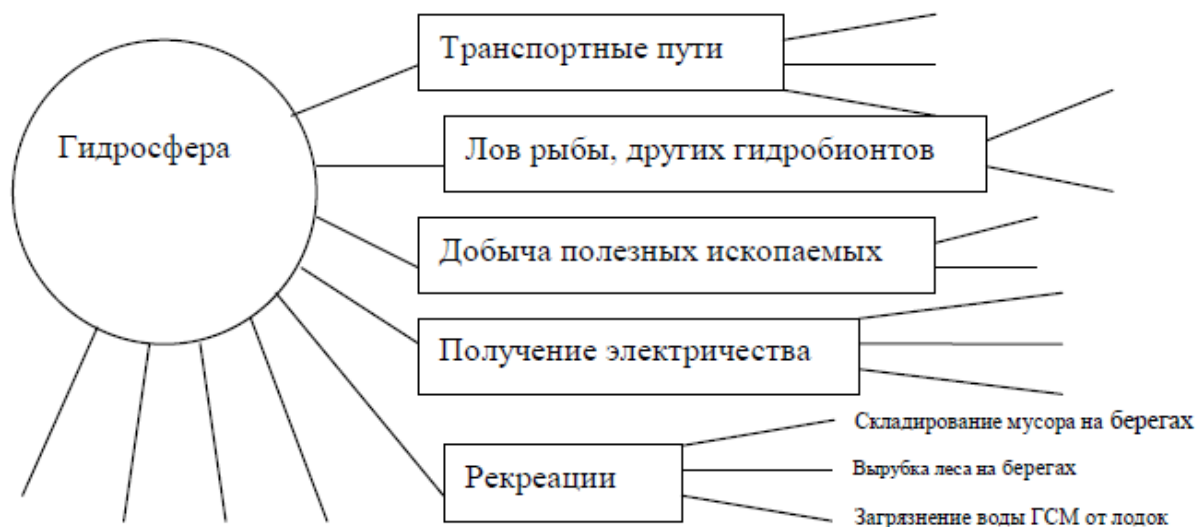 Транспортные пути
Гидросфера
Лов рыбы, других гидробионтов
Добыча полезных ископаемых
Получение электричества
Складирование мусора на берегах
Рекреации
Вырубка леса на берегах
Загрязнение воды ГСМ от лодок